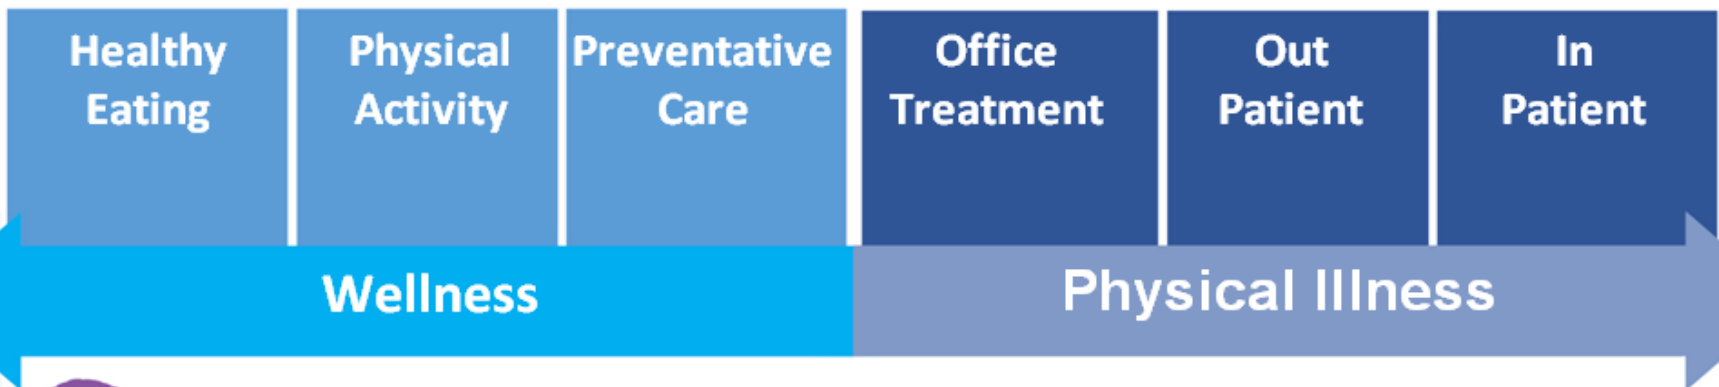 Healthy
Eating
Physical
Activity
Preventative
Care
Office
Treatment
Out
Patient
In
Patient
Wellness
Physical Illness